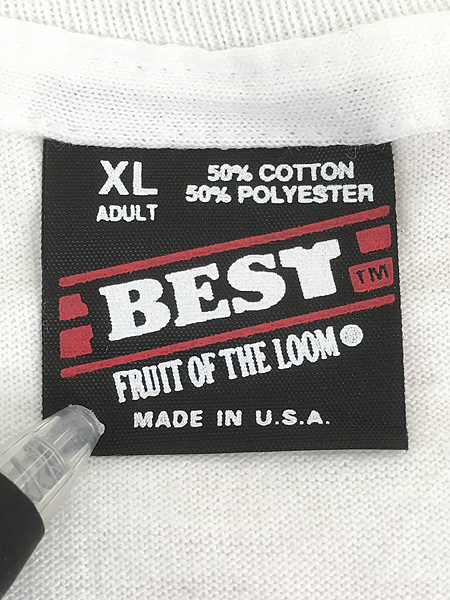 XL
ADULT
50% COTTON
50% POLYESTER
BEST TM
FRUIT OF THE LOOM
MADE IN U.S.A.